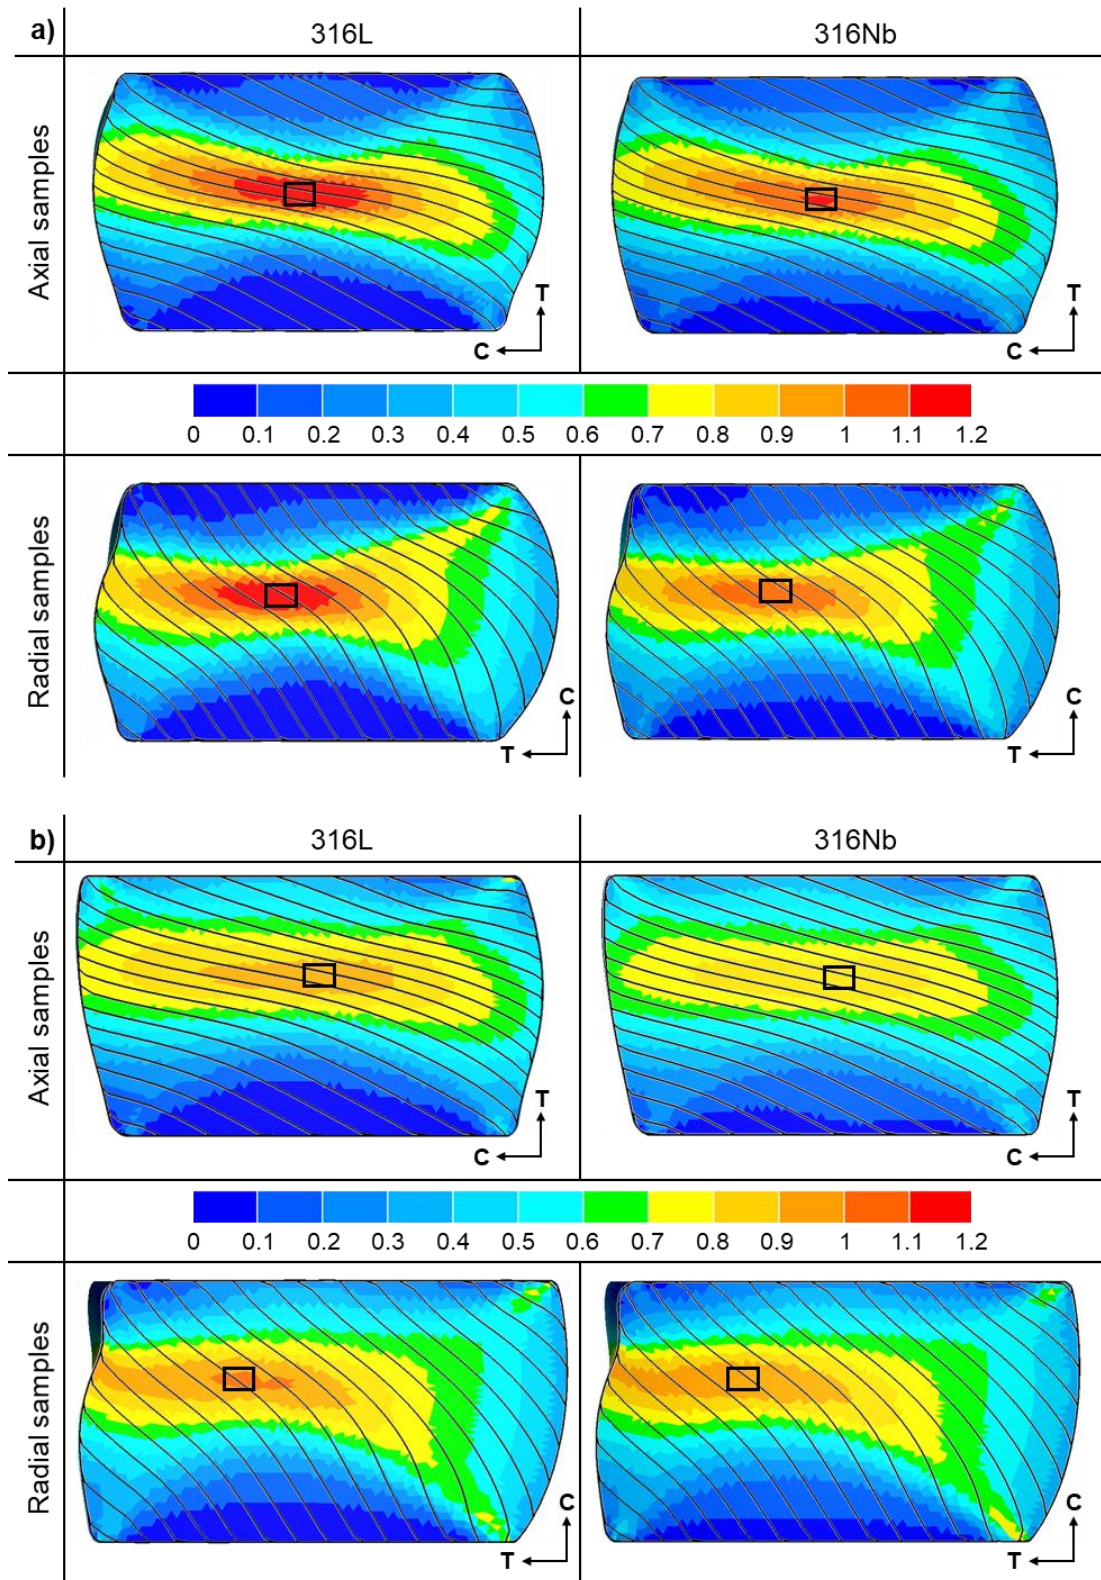 a) 316L 316Nb
Axial samples
T T
C C
0 0.1 0.2 0.3 0.4 0.5 0.6 0.7 0.8 0.9 1 1.1 1.2
Radial samples
C C
T T
b) 316L 316Nb
Axial samples
T T
C C
0 0.1 0.2 0.3 0.4 0.5 0.6 0.7 0.8 0.9 1 1.1 1.2
Radial samples
C C
T T